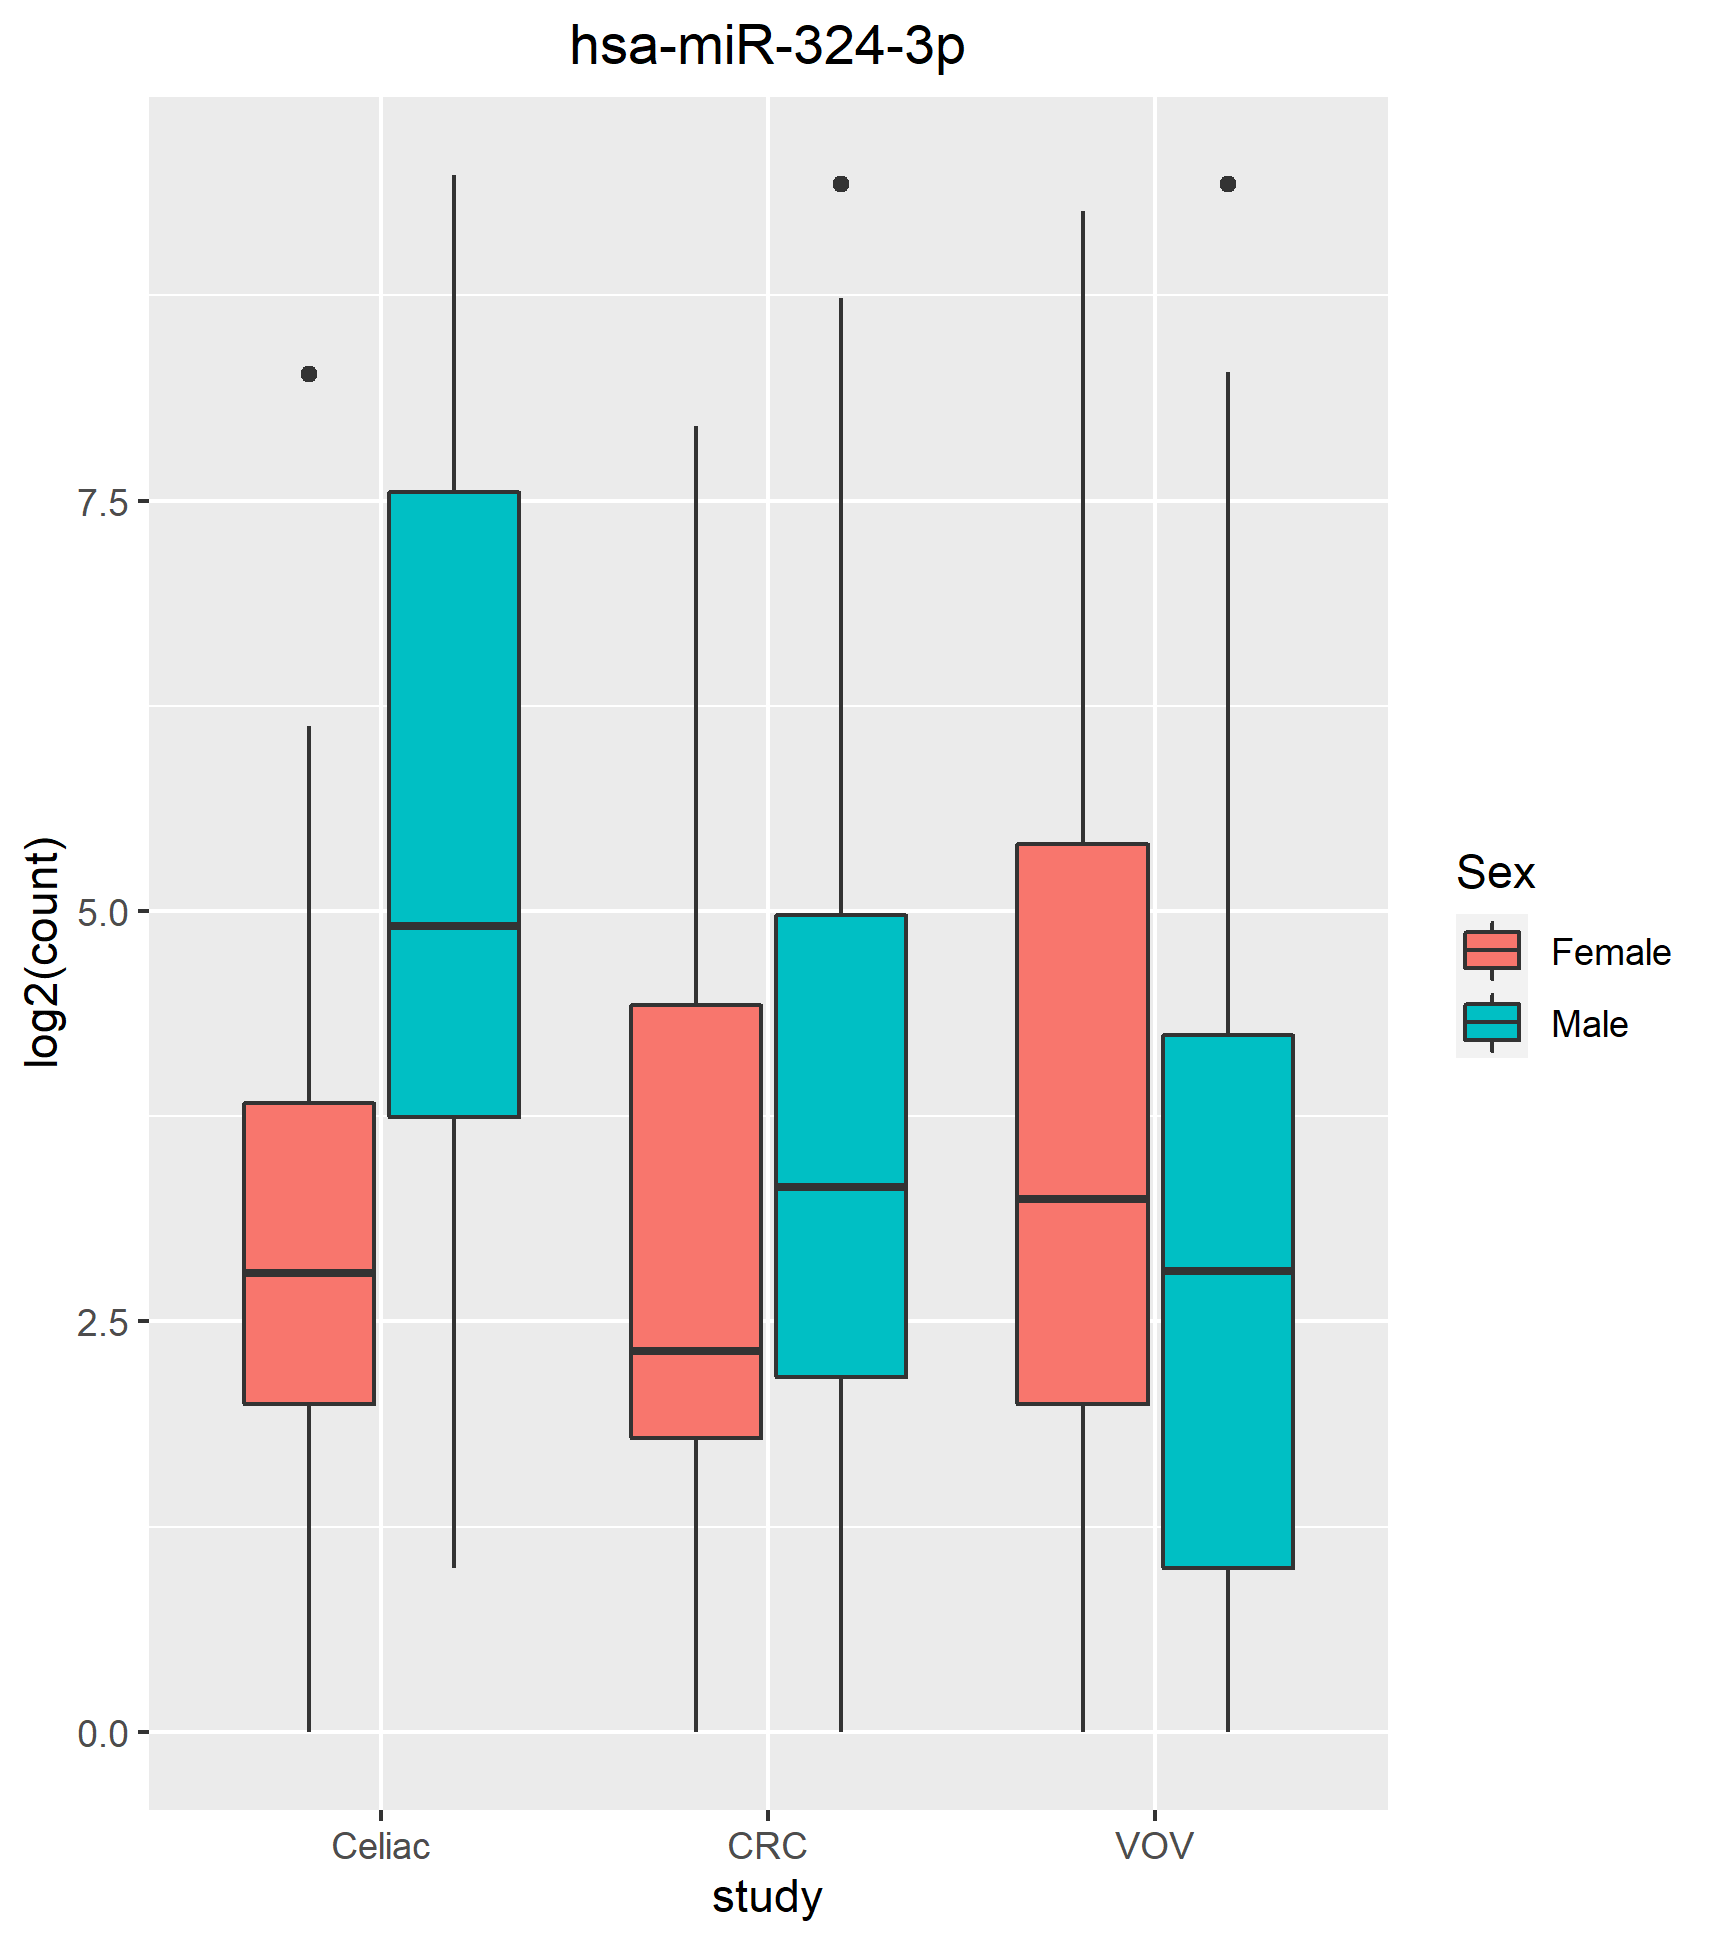 hsa-miR-324-3p
log2(count)
7.5
5.0
2.5
0.0
Celiac CRC VOV
study
Sex
Female
Male